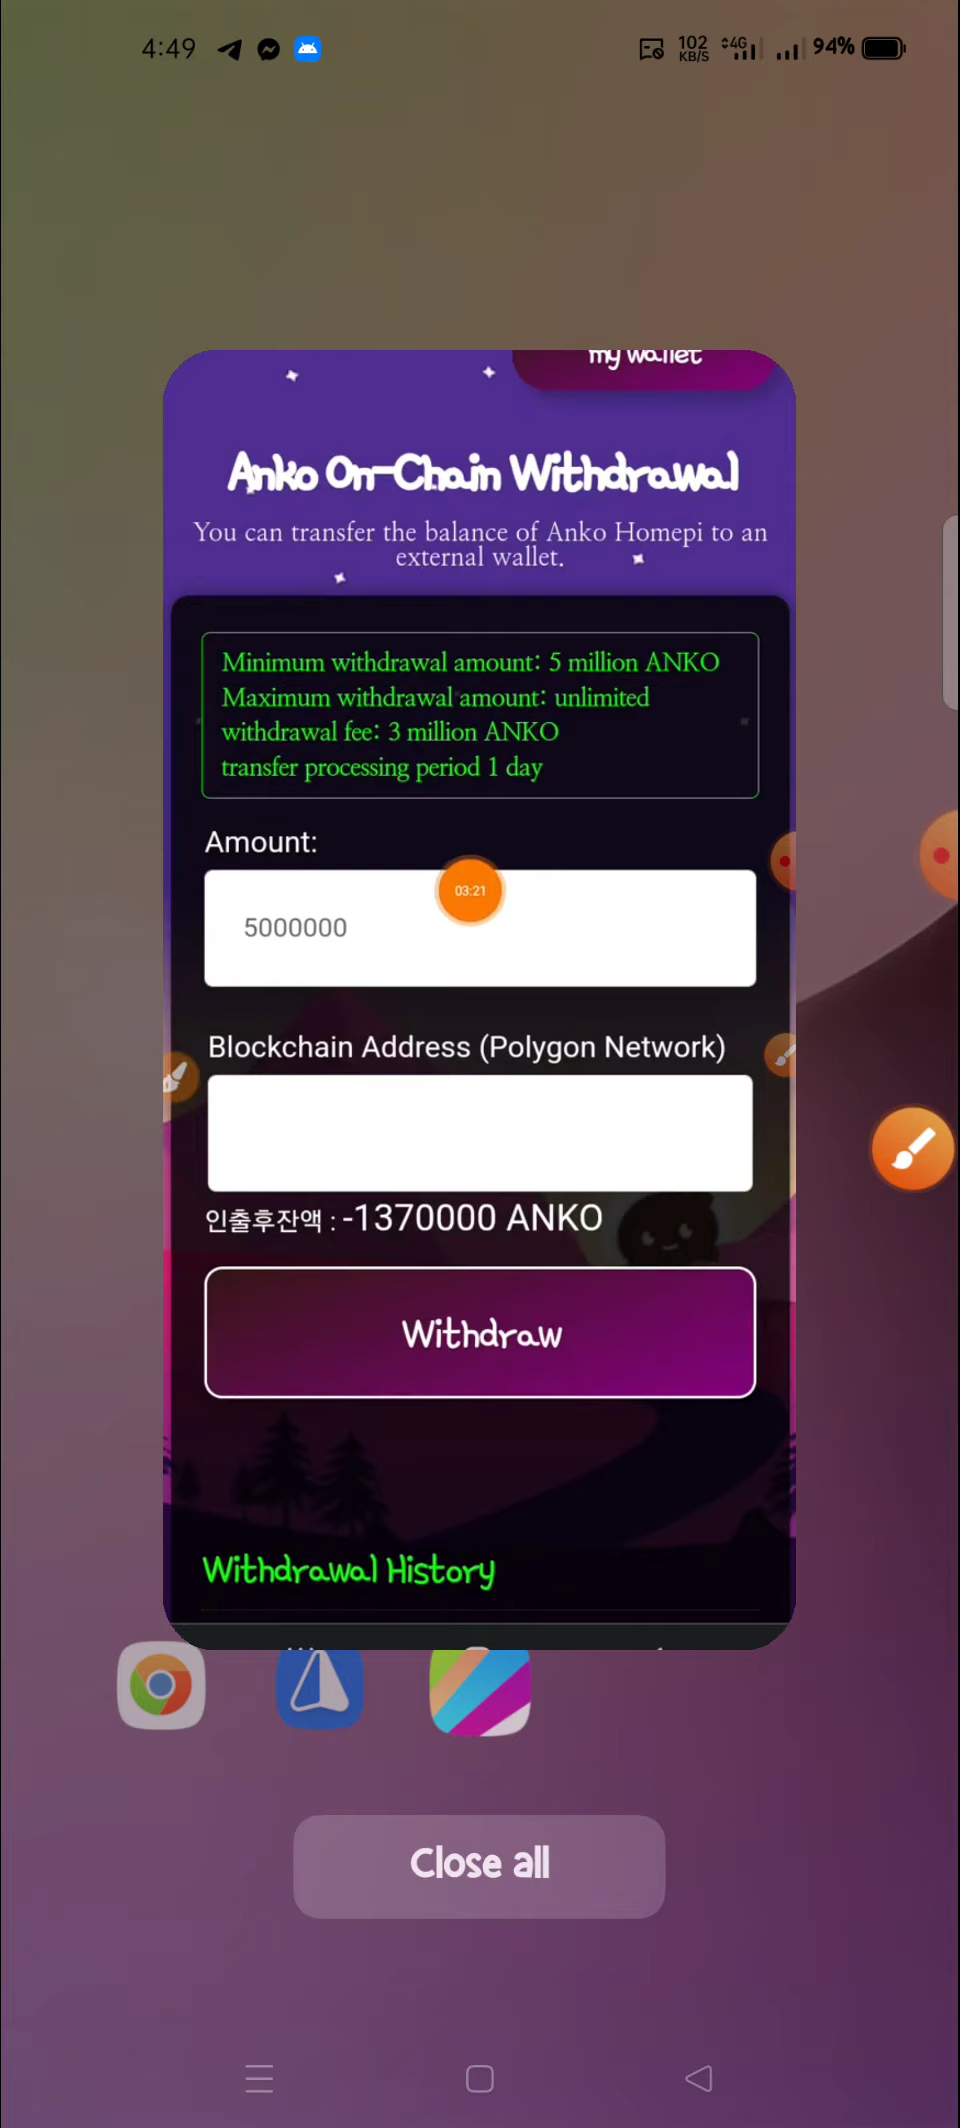 4:49
102
KB/S
4G
94%
my wallet
Anko On-Chain Withdrawal
You can transfer the balance of Anko Homepi to an
external wallet.
Minimum withdrawal amount: 5 million ANKO
Maximum withdrawal amount: unlimited
withdrawal fee: 3 million ANKO
transfer processing period 1 day
Amount:
03:21
5000000
Blockchain Address (Polygon Network)
인출후잔액 : -1370000 ANKO
Withdraw
Withdrawal History
Close all